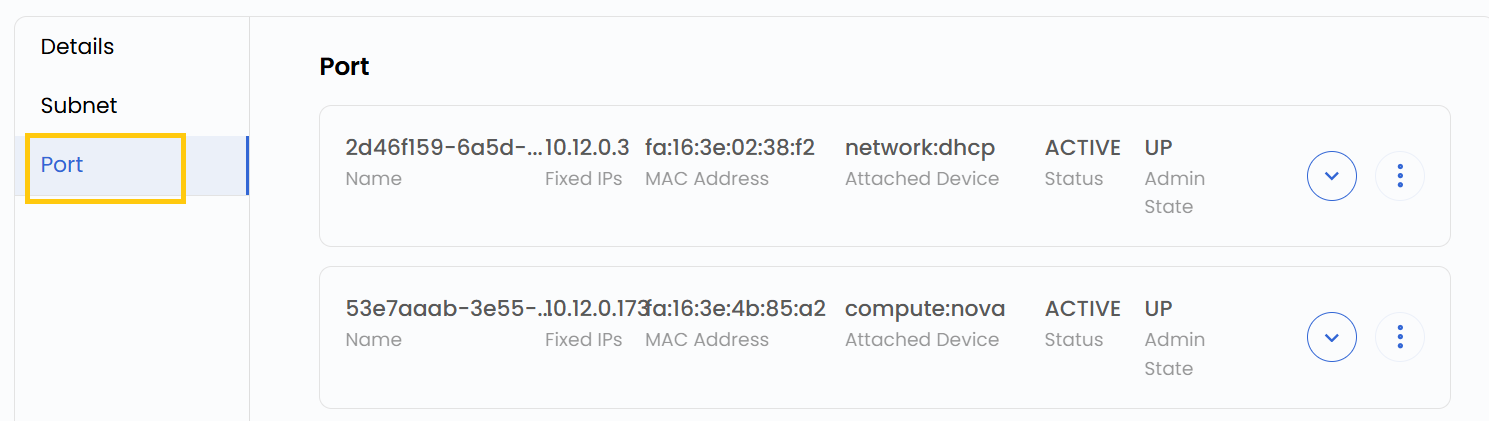 Details
Subnet
Port
Port
2d46f159-6a5d-... 10.12.0.3 fa:16:3e:02:38:f2 network:dhcp ACTIVE UP
Name Fixed IPs MAC Address Attached Device Status Admin
State
53e7aaab-3e55-... 10.12.0.173 fa:16:3e:4b:85:a2 compute:nova ACTIVE UP
Name Fixed IPs MAC Address Attached Device Status Admin
State